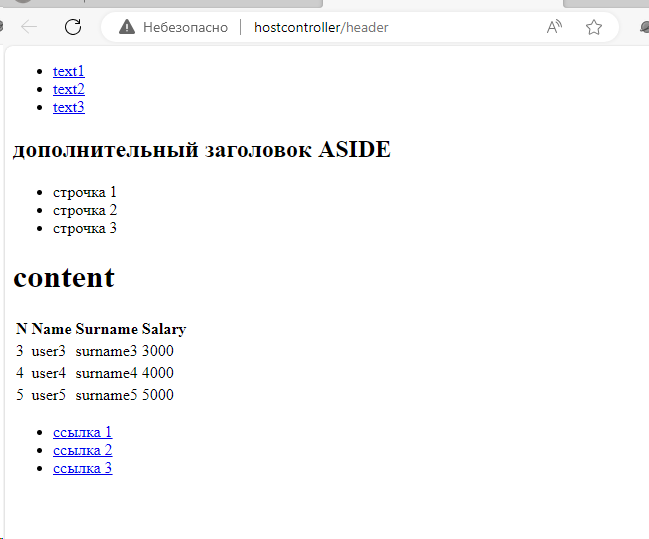 Небезопасно | hostcontroller/header
text1
text2
text3
дополнительный заголовок ASIDE
строчка 1
строчка 2
строчка 3
content
N Name Surname Salary
3 user3 surname3 3000
4 user4 surname4 4000
5 user5 surname5 5000
ссылка 1
ссылка 2
ссылка 3